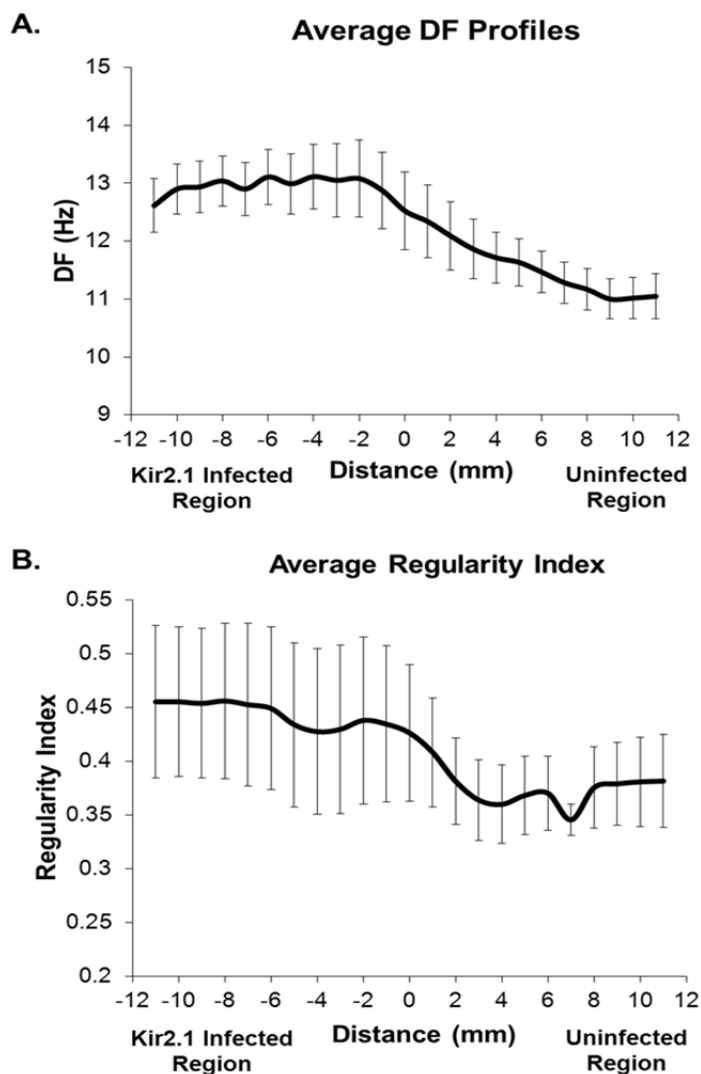 A.
Average DF Profiles
15
14
13
12
11
10
9
DF (Hz)
-12 -10 -8 -6 -4 -2 0 2 4 6 8 10 12
Kir2.1 Infected Region
Distance (mm)
Uninfected Region
B.
Average Regularity Index
0.55
0.5
0.45
0.4
0.35
0.3
0.25
0.2
Regularity Index
-12 -10 -8 -6 -4 -2 0 2 4 6 8 10 12
Kir2.1 Infected Region
Distance (mm)
Uninfected Region